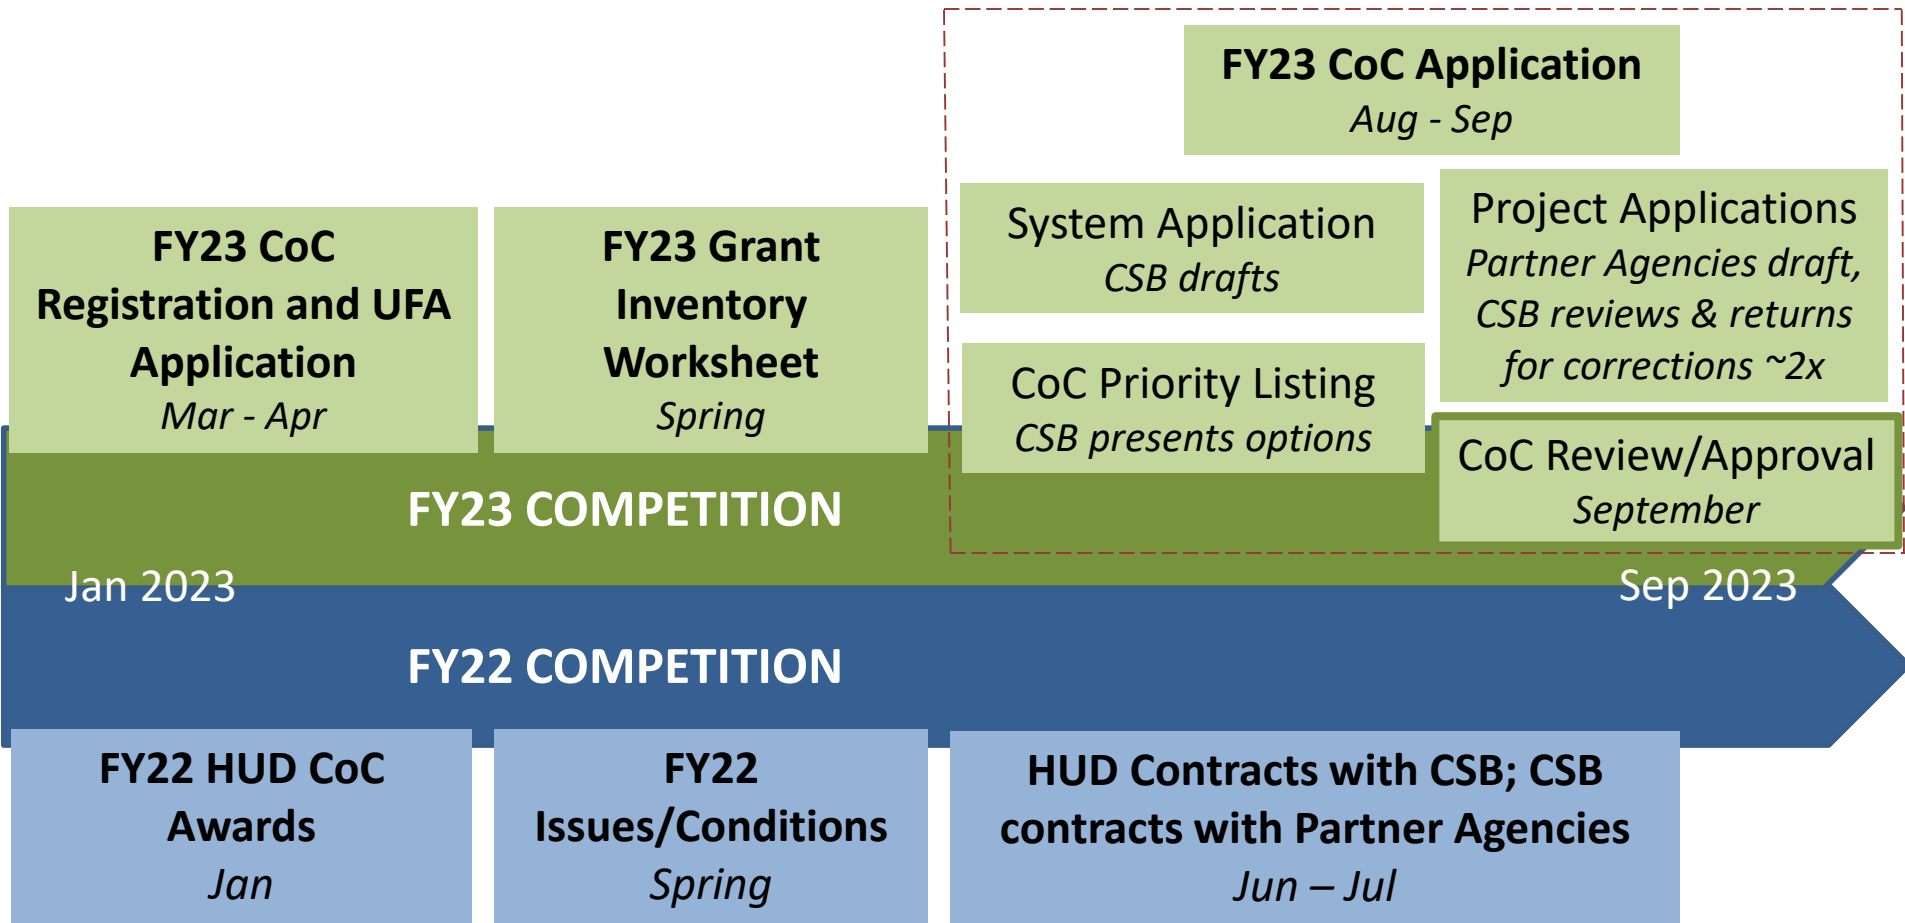 FY23 CoC Application
Aug - Sep
FY23 CoC
Registration and UFA
Application
Mar - Apr
FY23 Grant
Inventory
Worksheet
Spring
System Application
CSB drafts
CoC Priority Listing
CSB presents options
Project Applications
Partner Agencies draft,
CSB reviews & returns
for corrections ~2x
CoC Review/Approval
September
FY23 COMPETITION
Jan 2023
Sep 2023
FY22 COMPETITION
FY22 HUD CoC
Awards
Jan
FY22
Issues/Conditions
Spring
HUD Contracts with CSB; CSB
contracts with Partner Agencies
Jun – Jul